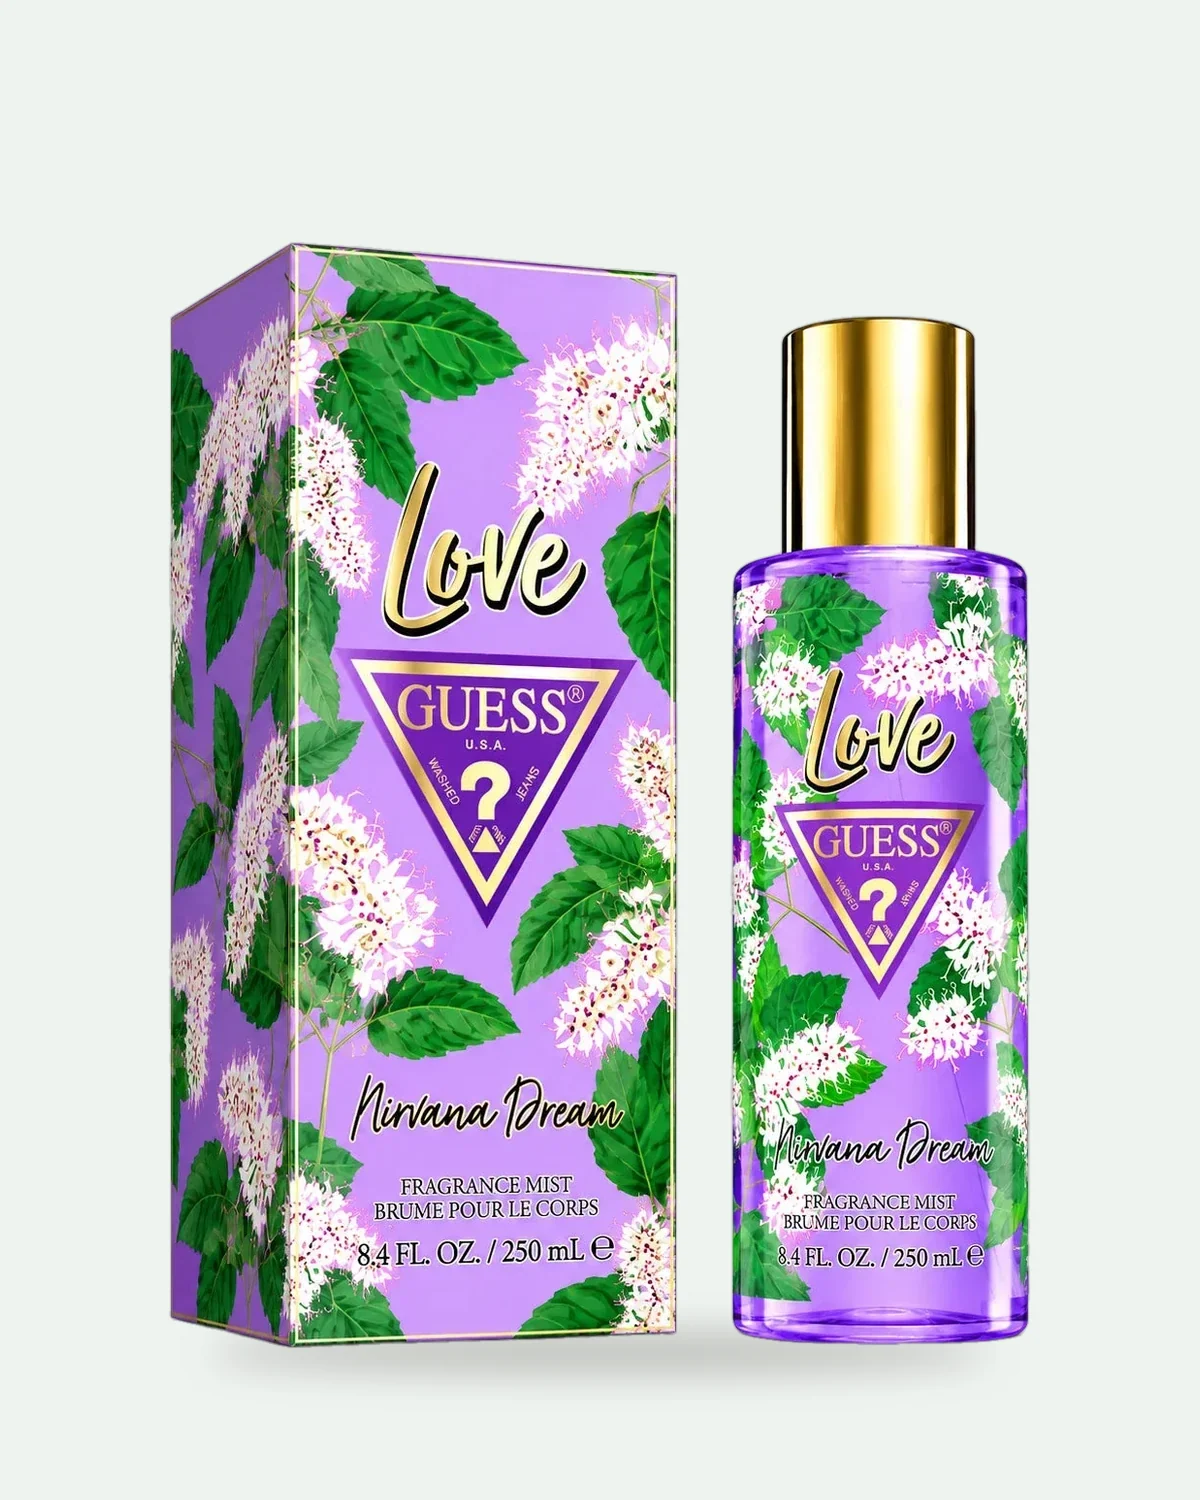 Love
GUESS®
U.S.A.
WASHED
JEANS
?
Nirvana Dream
FRAGRANCE MIST
BRUME POUR LE CORPS
8.4 FL. OZ. / 250 mL ℮
Love
GUESS®
U.S.A.
WASHED
?
Nirvana Dream
FRAGRANCE MIST
BRUME POUR LE CORPS
8.4 FL. OZ. / 250 mL ℮